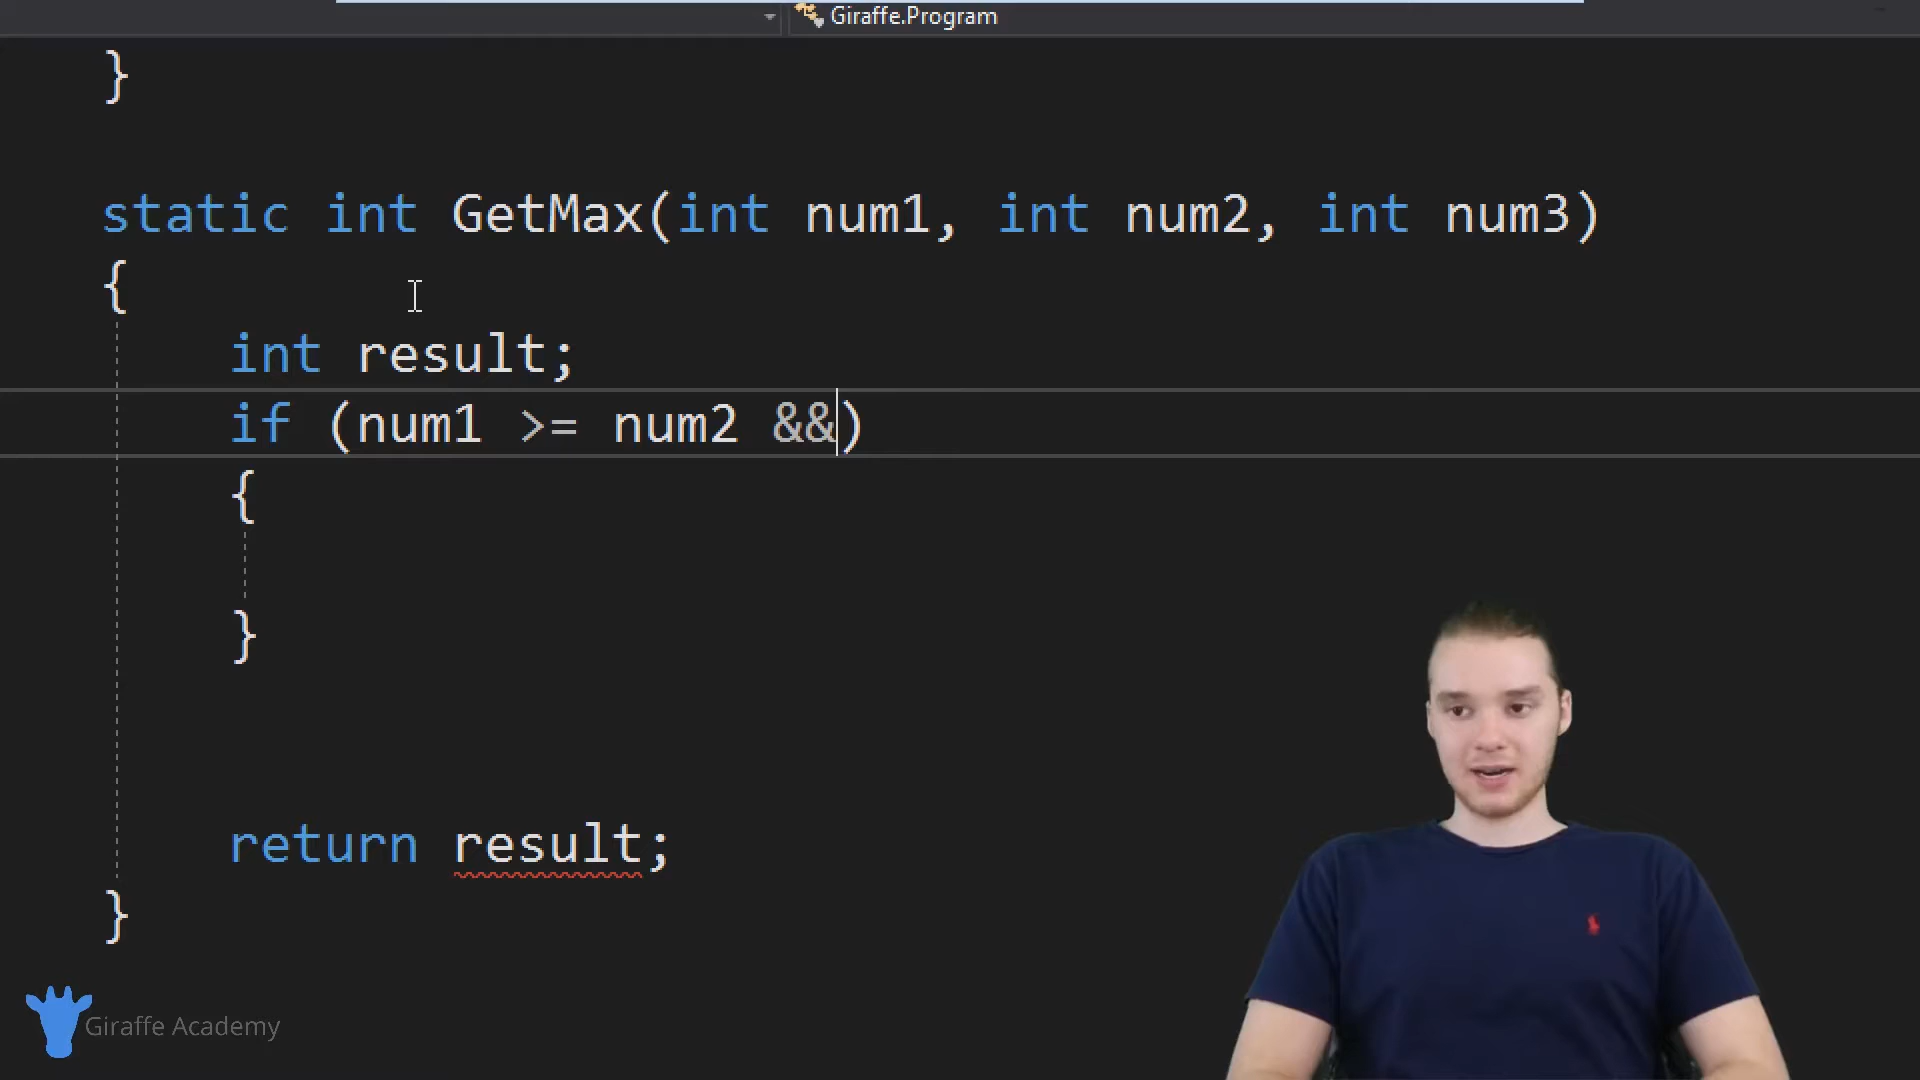 Giraffe.Program
}
static int GetMax(int num1, int num2, int num3)
{
int result;
if (num1 >= num2 &&)
{
}
return result;
}
Giraffe Academy